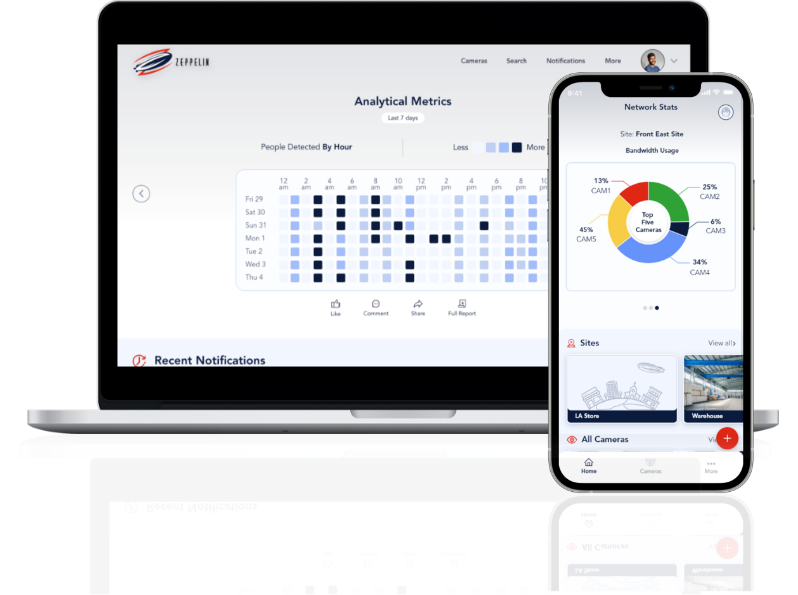 ZEPPELIN
Cameras Search Notifications More
Analytical Metrics
Last 7 days
People Detected By Hour
Less More
12 am 2 am 4 am 6 am 8 am 10 am 12 pm 2 pm 4 pm 6 pm 8 pm
Fri 29
Sat 30
Sun 31
Mon 1
Tue 2
Wed 3
Thu 4
Like Comment Share Full Report
Recent Notifications
9:41
Network Stats
Site: Front East Site
Bandwidth Usage
13%
CAM1
25%
CAM2
6%
CAM3
45%
CAM5
34%
CAM4
Top
Five
Cameras
Sites View all
LA Store Warehouse
All Cameras
Home Cameras More